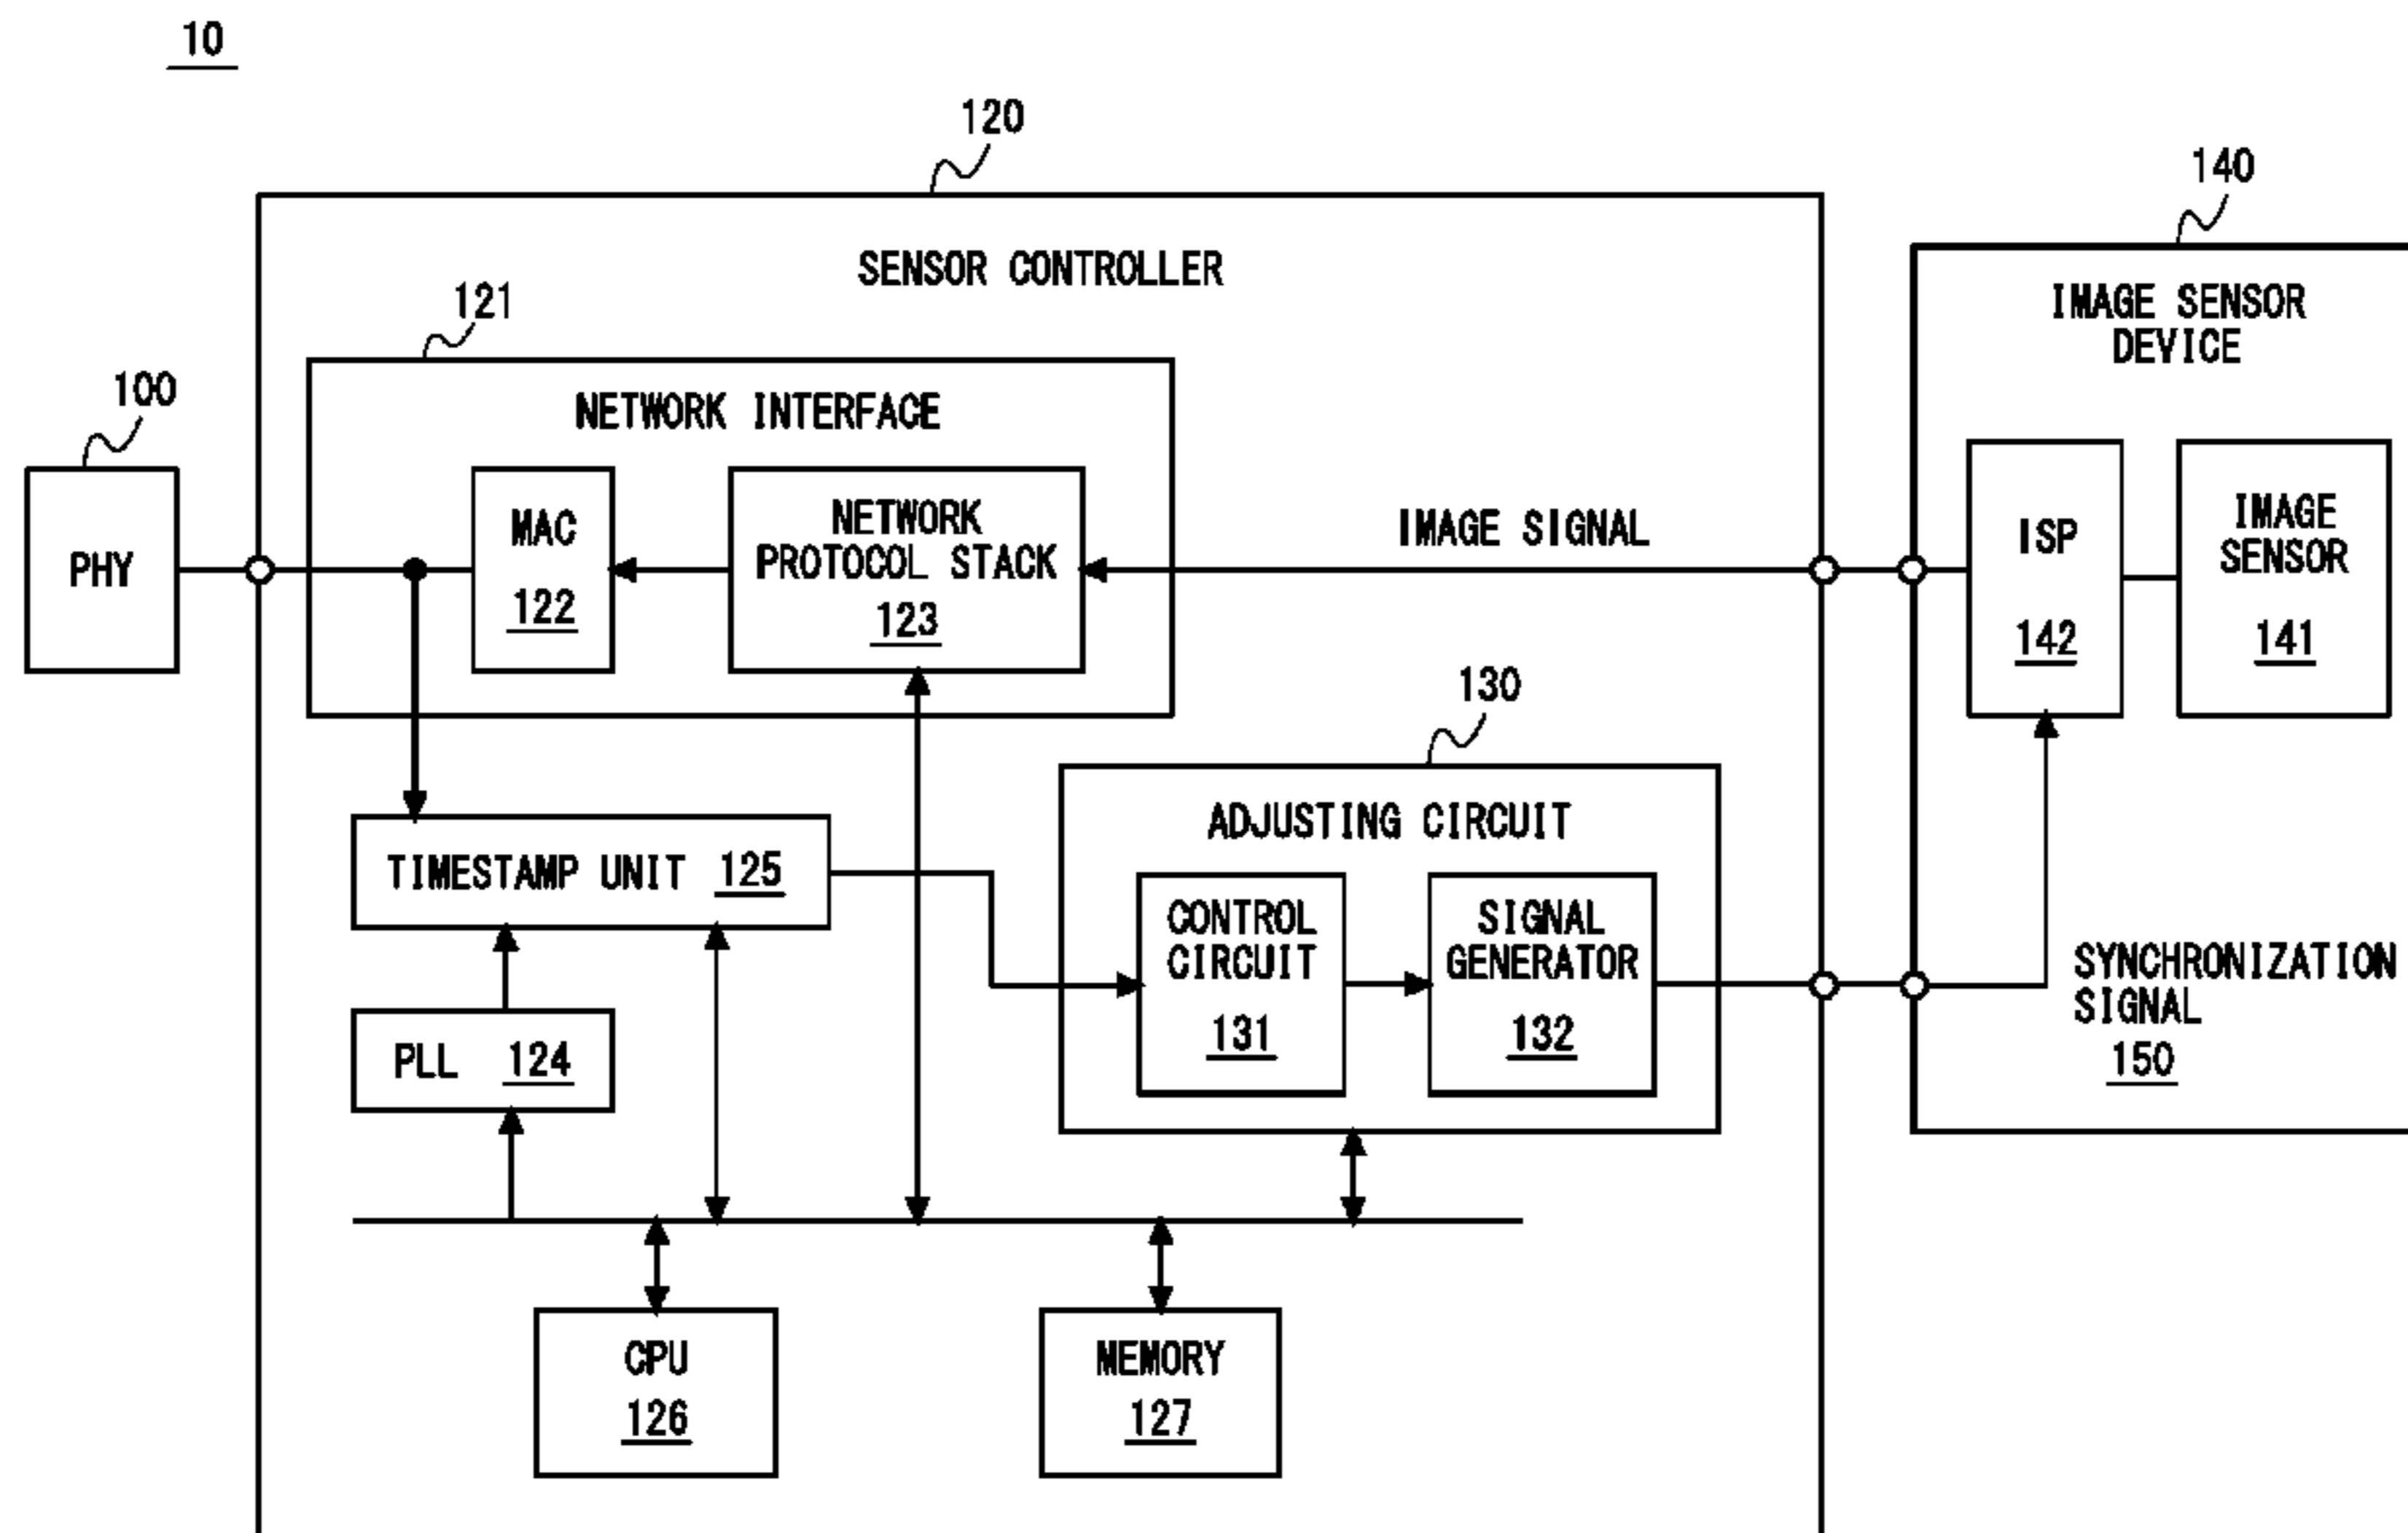 10
120
140
SENSOR CONTROLLER
121
IMAGE SENSOR
DEVICE
100
NETWORK INTERFACE
PHY
MAC
122
NETWORK
PROTOCOL STACK
123
IMAGE SIGNAL
ISP
142
IMAGE
SENSOR
141
130
ADJUSTING CIRCUIT
TIMESTAMP UNIT 125
CONTROL
CIRCUIT
131
SIGNAL
GENERATOR
132
SYNCHRONIZATION
SIGNAL
150
PLL 124
CPU
126
MEMORY
127